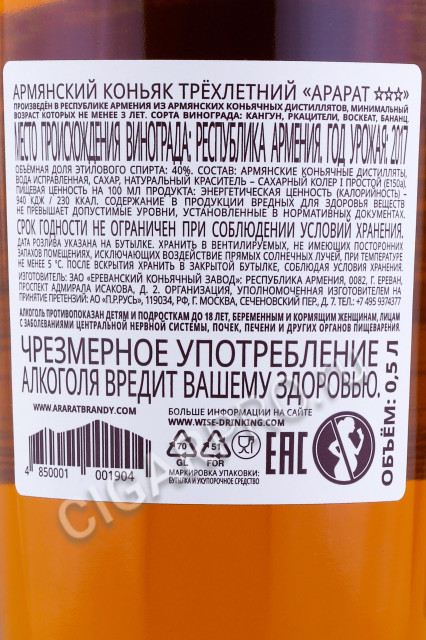 АРМЯНСКИЙ КОНЬЯК ТРЁХЛЕТНИЙ «АРАРАТ ☆☆☆»
ПРОИЗВЕДЁН В РЕСПУБЛИКЕ АРМЕНИЯ ИЗ АРМЯНСКИХ КОНЬЯЧНЫХ ДИСТИЛЛЯТОВ, МИНИМАЛЬНЫЙ
ВОЗРАСТ КОТОРЫХ НЕ МЕНЕЕ 3 ЛЕТ. СОРТА ВИНОГРАДА: КАНГУН, РКАЦИТЕЛИ, ВОСКЕАТ, БАНАНЦ.
МЕСТО ПРОИСХОЖДЕНИЯ ВИНОГРАДА: РЕСПУБЛИКА АРМЕНИЯ. ГОД УРОЖАЯ: 2017
ОБЪЁМНАЯ ДОЛЯ ЭТИЛОВОГО СПИРТА: 40%. СОСТАВ: АРМЯНСКИЕ КОНЬЯЧНЫЕ ДИСТИЛЛЯТЫ,
ВОДА ИСПРАВЛЕННАЯ, САХАР, НАТУРАЛЬНЫЙ КРАСИТЕЛЬ – САХАРНЫЙ КОЛЕР I ПРОСТОЙ (Е150а).
ПИЩЕВАЯ ЦЕННОСТЬ НА 100 МЛ ПРОДУКТА: ЭНЕРГЕТИЧЕСКАЯ ЦЕННОСТЬ (КАЛОРИЙНОСТЬ) –
940 КДЖ / 230 ККАЛ. СОДЕРЖАНИЕ В ПРОДУКЦИИ ВРЕДНЫХ ДЛЯ ЗДОРОВЬЯ ВЕЩЕСТВ
НЕ ПРЕВЫШАЕТ ДОПУСТИМЫЕ УРОВНИ, УСТАНОВЛЕННЫЕ В НОРМАТИВНЫХ ДОКУМЕНТАХ.
СРОК ГОДНОСТИ НЕ ОГРАНИЧЕН ПРИ СОБЛЮДЕНИИ УСЛОВИЙ ХРАНЕНИЯ.
ДАТА РОЗЛИВА УКАЗАНА НА БУТЫЛКЕ. ХРАНИТЬ В ВЕНТИЛИРУЕМЫХ, НЕ ИМЕЮЩИХ ПОСТОРОННИХ
ЗАПАХОВ ПОМЕЩЕНИЯХ, ИСКЛЮЧАЮЩИХ ВОЗДЕЙСТВИЕ ПРЯМЫХ СОЛНЕЧНЫХ ЛУЧЕЙ, ПРИ ТЕМПЕРАТУРЕ
НЕ МЕНЕЕ 5 °С. ПОСЛЕ ВСКРЫТИЯ ХРАНИТЬ В ЗАКРЫТОЙ БУТЫЛКЕ, СОБЛЮДАЯ УСЛОВИЯ ХРАНЕНИЯ.
ИЗГОТОВИТЕЛЬ: ЗАО «ЕРЕВАНСКИЙ КОНЬЯЧНЫЙ ЗАВОД»: РЕСПУБЛИКА АРМЕНИЯ, 0082, Г. ЕРЕВАН,
ПРОСПЕКТ АДМИРАЛА ИСАКОВА, Д. 2. ОРГАНИЗАЦИЯ, УПОЛНОМОЧЕННАЯ ИЗГОТОВИТЕЛЕМ НА
ПРИНЯТИЕ ПРЕТЕНЗИЙ: АО «П.Р.РУСЬ», 119034, РФ, Г. МОСКВА, СЕЧЕНОВСКИЙ ПЕР., Д. 7. ТЕЛ.: +7 495 9374377
АЛКОГОЛЬ ПРОТИВОПОКАЗАН ДЕТЯМ И ПОДРОСТКАМ ДО 18 ЛЕТ, БЕРЕМЕННЫМ И КОРМЯЩИМ ЖЕНЩИНАМ, ЛИЦАМ
С ЗАБОЛЕВАНИЯМИ ЦЕНТРАЛЬНОЙ НЕРВНОЙ СИСТЕМЫ, ПОЧЕК, ПЕЧЕНИ И ДРУГИХ ОРГАНОВ ПИЩЕВАРЕНИЯ.
ЧРЕЗМЕРНОЕ УПОТРЕБЛЕНИЕ
АЛКОГОЛЯ ВРЕДИТ ВАШЕМУ ЗДОРОВЬЮ.
ОБЪЁМ: 0,5 Л
WWW.ARARATBRANDY.COM
БОЛЬШЕ ИНФОРМАЦИИ НА САЙТЕ
WWW.WISE-DRINKING.COM
4 850001 001904
70 GL
51 FOR
EAC
МАРКИРОВКА УПАКОВКИ:
БУТЫЛКА И УКУПОРОЧНОЕ СРЕДСТВО